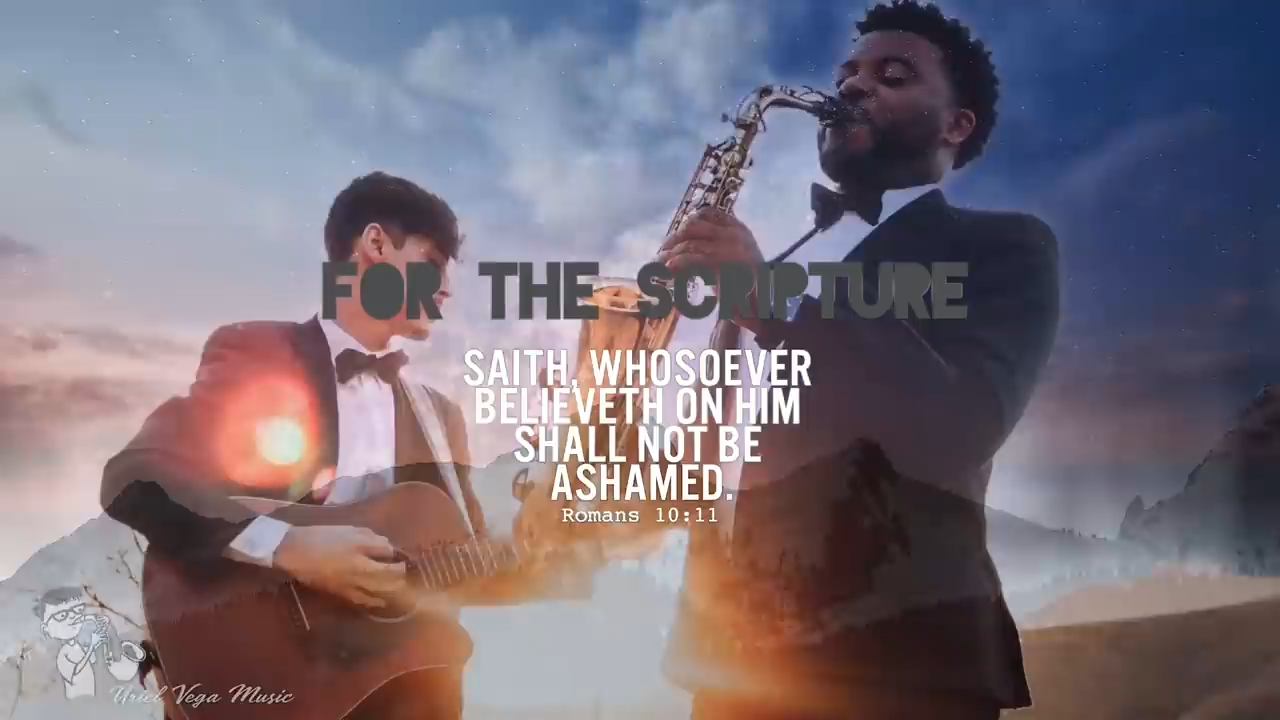 FOR THE SCRIPTURE
SAITH, WHOSOEVER
BELIEVETH ON HIM
SHALL NOT BE
ASHAMED.
Romans 10:11
Uriel Vega Music